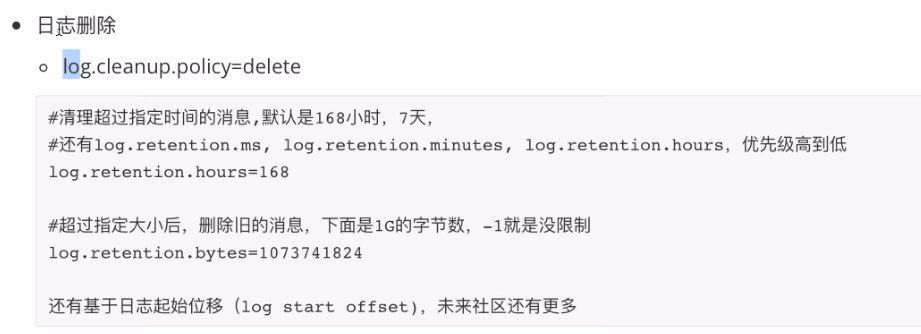 日志删除
log.cleanup.policy=delete
#清理超过指定时间的消息,默认是168小时，7天，
#还有log.retention.ms, log.retention.minutes, log.retention.hours，优先级高到低
log.retention.hours=168
#超过指定大小后，删除旧的消息，下面是1G的字节数，-1就是没限制
log.retention.bytes=1073741824
还有基于日志起始位移（log start offset)，未来社区还有更多